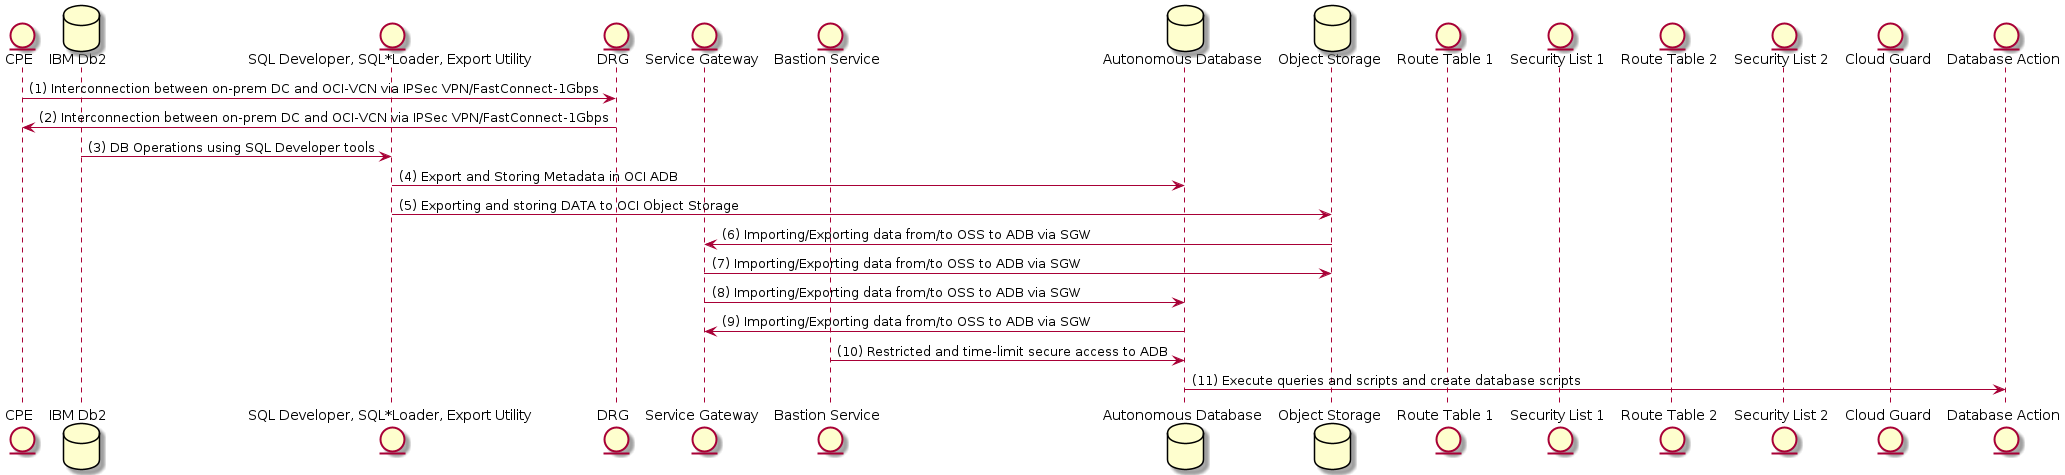 CPE
IBM Db2
SQL Developer, SQL*Loader, Export Utility
DRG
Service Gateway
Bastion Service
Autonomous Database
Object Storage
Route Table 1
Security List 1
Route Table 2
Security List 2
Cloud Guard
Database Action
(1) Interconnection between on-prem DC and OCI-VCN via IPSec VPN/FastConnect-1Gbps
(2) Interconnection between on-prem DC and OCI-VCN via IPSec VPN/FastConnect-1Gbps
(3) DB Operations using SQL Developer tools
(4) Export and Storing Metadata in OCI ADB
(5) Exporting and storing DATA to OCI Object Storage
(6) Importing/Exporting data from/to OSS to ADB via SGW
(7) Importing/Exporting data from/to OSS to ADB via SGW
(8) Importing/Exporting data from/to OSS to ADB via SGW
(9) Importing/Exporting data from/to OSS to ADB via SGW
(10) Restricted and time-limit secure access to ADB
(11) Execute queries and scripts and create database scripts
CPE
IBM Db2
SQL Developer, SQL*Loader, Export Utility
DRG
Service Gateway
Bastion Service
Autonomous Database
Object Storage
Route Table 1
Security List 1
Route Table 2
Security List 2
Cloud Guard
Database Action